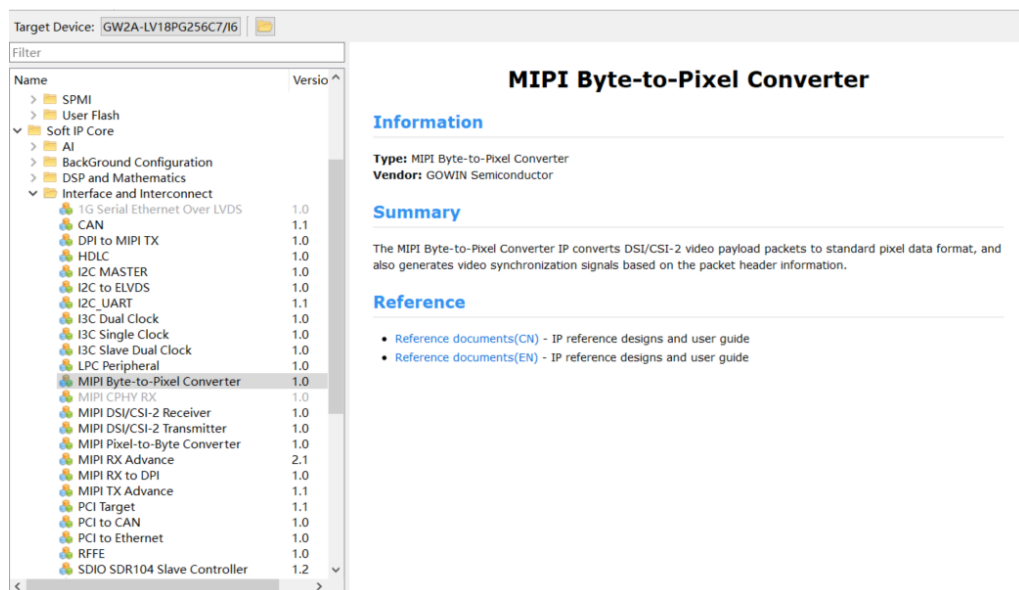 Target Device: GW2A-LV18PG256C7/I6
Filter
Name Versio
SPMI
User Flash
Soft IP Core
AI
BackGround Configuration
DSP and Mathematics
Interface and Interconnect
1G Serial Ethernet Over LVDS 1.0
CAN 1.1
DPI to MIPI TX 1.0
HDLC 1.0
I2C MASTER 1.0
I2C to ELVDS 1.0
I2C_UART 1.1
I3C Dual Clock 1.0
I3C Single Clock 1.0
I3C Slave Dual Clock 1.0
LPC Peripheral 1.0
MIPI Byte-to-Pixel Converter 1.0
MIPI CPHY RX 1.0
MIPI DSI/CSI-2 Receiver 1.0
MIPI DSI/CSI-2 Transmitter 1.0
MIPI Pixel-to-Byte Converter 1.0
MIPI RX Advance 2.1
MIPI RX to DPI 1.0
MIPI TX Advance 1.1
PCI Target 1.1
PCI to CAN 1.0
PCI to Ethernet 1.0
RFFE 1.0
SDIO SDR104 Slave Controller 1.2
MIPI Byte-to-Pixel Converter
Information
Type: MIPI Byte-to-Pixel Converter
Vendor: GOWIN Semiconductor
Summary
The MIPI Byte-to-Pixel Converter IP converts DSI/CSI-2 video payload packets to standard pixel data format, and
also generates video synchronization signals based on the packet header information.
Reference
• Reference documents(CN) - IP reference designs and user guide
• Reference documents(EN) - IP reference designs and user guide